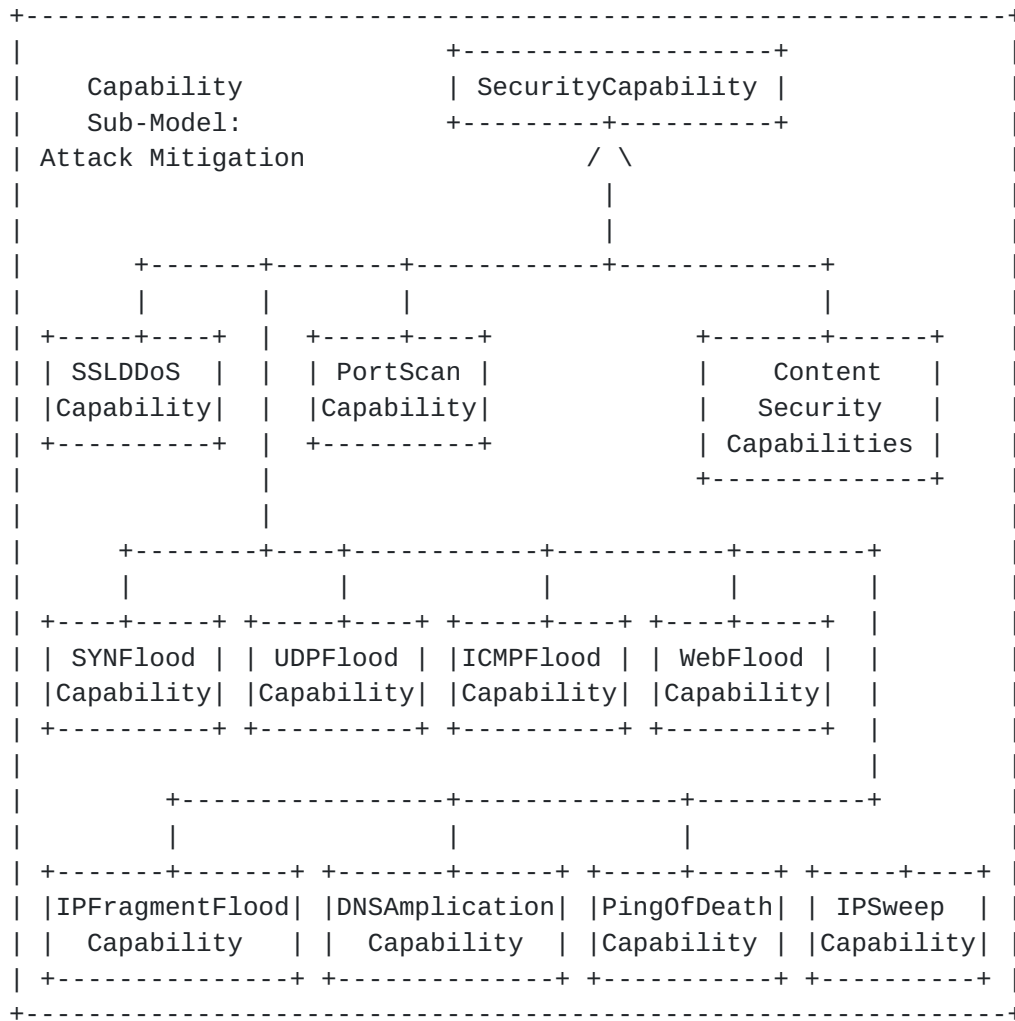 Capability SecurityCapability
Sub-Model:
Attack Mitigation
SSLDDoS PortScan Content
Capability Capability Security
Capabilities
SYNFlood UDPFlood ICMPFlood WebFlood
Capability Capability Capability Capability
IPFragmentFlood DNSAmplication PingOfDeath IPSweep
Capability Capability Capability Capability